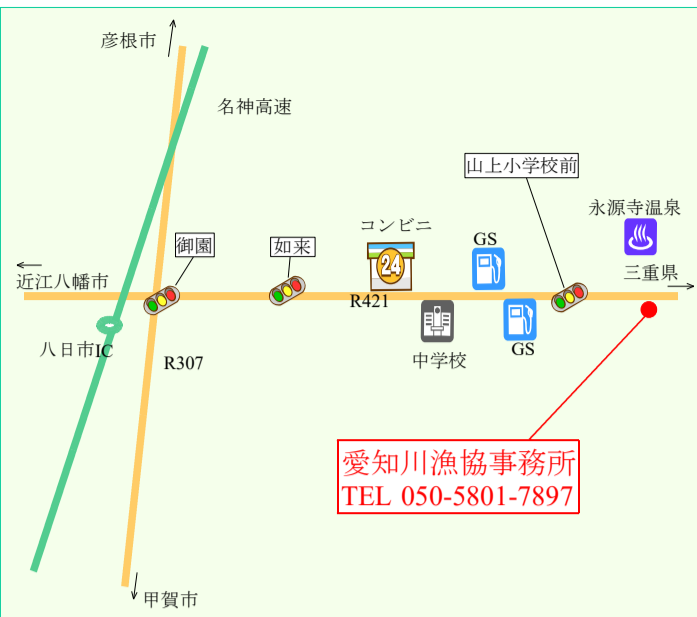 彦根市
名神高速
山上小学校前
永源寺温泉
コンビニ
御園
如来
GS
24
三重県
近江八幡市
R421
八日市IC
R307
中学校
GS
愛知川漁協事務所
TEL 050-5801-7897
甲賀市